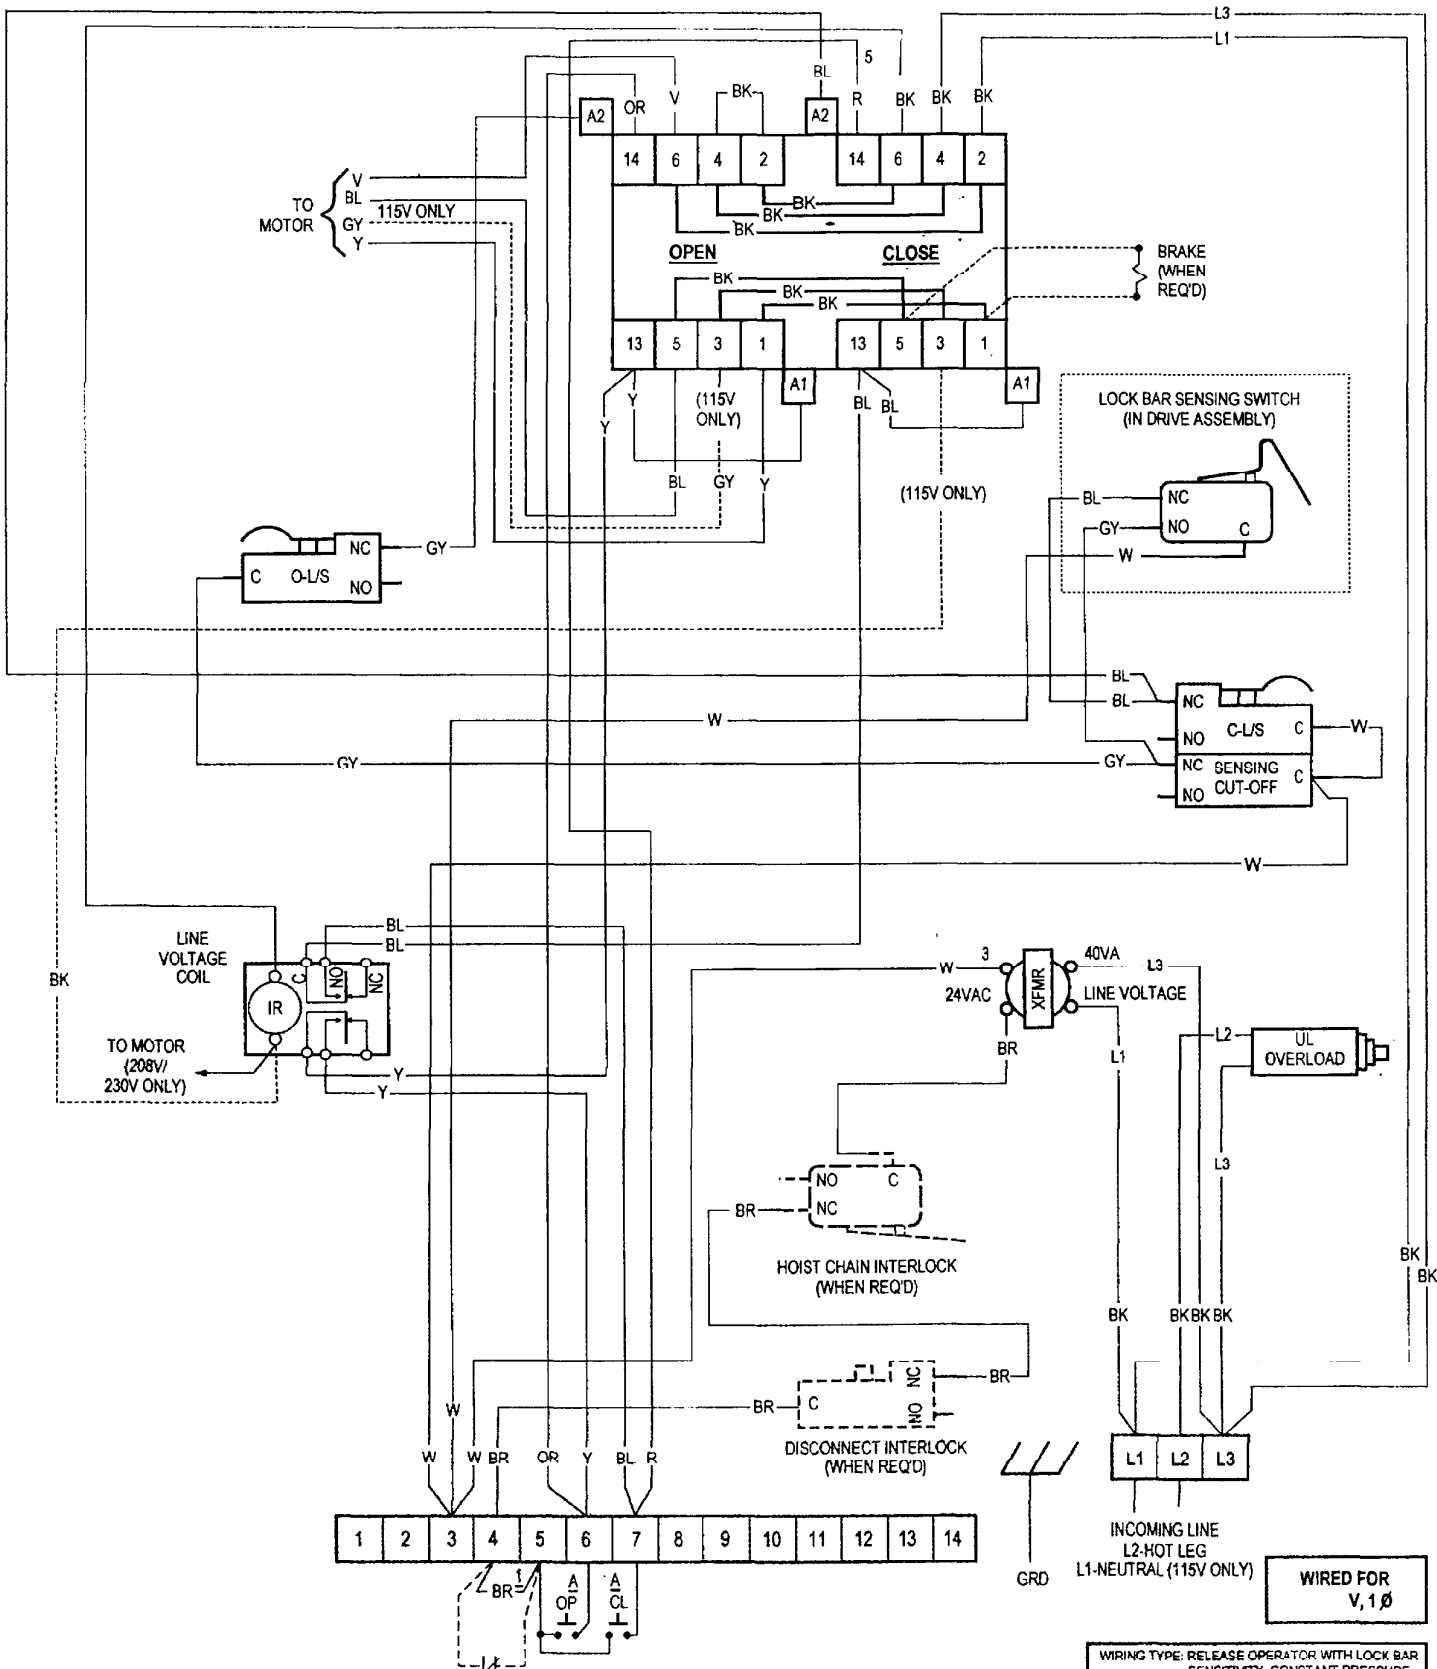 L3
L1
5
BL
OR
V
BK
R
BK
BK
BK
A2
A2
14
6
4
2
14
6
4
2
TO
MOTOR
V
BL
115V ONLY
GY
Y
BK
BK
BK
OPEN
CLOSE
BRAKE
(WHEN
REQ'D)
BK
BK
BK
13
5
3
1
13
5
3
1
A1
A1
Y
Y
(115V
ONLY)
BL
BL
BL
GY
Y
(115V ONLY)
LOCK BAR SENSING SWITCH
(IN DRIVE ASSEMBLY)
BL
NC
GY
NO
C
W
NC
GY
C
O-L/S
NO
BL
BL
NC
C-L/S
C
W
NO
W
GY
GY
NC
SENSING
CUT-OFF
C
NO
W
LINE
VOLTAGE
COIL
BL
BL
C
NO
NC
IR
BK
TO MOTOR
(208V/
230V ONLY)
Y
Y
W
3
24VAC
XFMR
40VA
LINE VOLTAGE
L3
BR
L1
L2
UL
OVERLOAD
L3
NO
C
NC
BR
HOIST CHAIN INTERLOCK
(WHEN REQ'D)
BK
BK
BK
BK
BK
BK
BR
NC
C
NO
BR
DISCONNECT INTERLOCK
(WHEN REQ'D)
W
W
W
BR
OR
Y
BL
R
L1
L2
L3
1
2
3
4
5
6
7
8
9
10
11
12
13
14
BR
1
A
OP
A
CL
GRD
INCOMING LINE
L2-HOT LEG
L1-NEUTRAL (115V ONLY)
WIRED FOR
V, 1Ø
WIRING TYPE: RELEASE OPERATOR WITH LOCK BAR